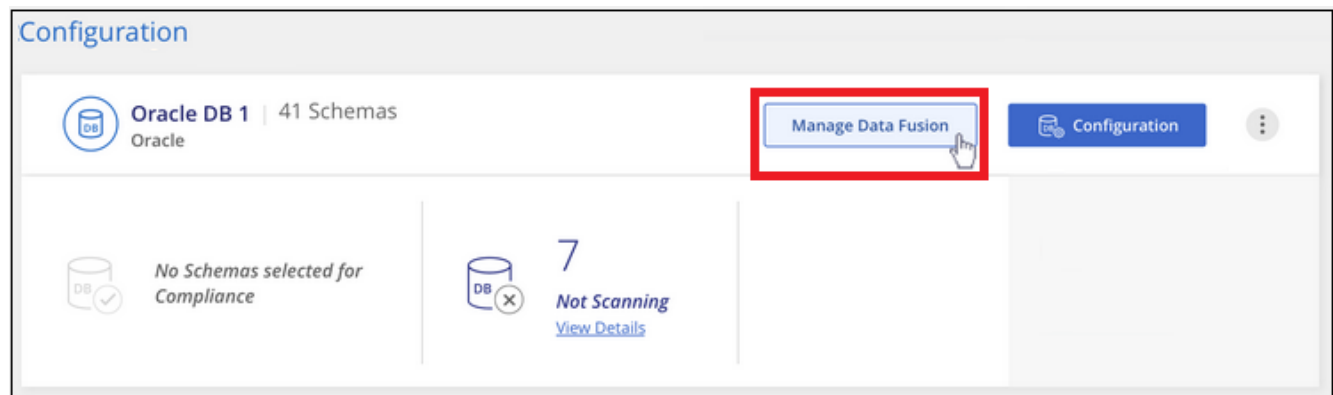 Configuration
Oracle DB 1 | 41 Schemas
Oracle
Manage Data Fusion
Configuration
No Schemas selected for
Compliance
7
Not Scanning
View Details
DB
DB
DB
DB